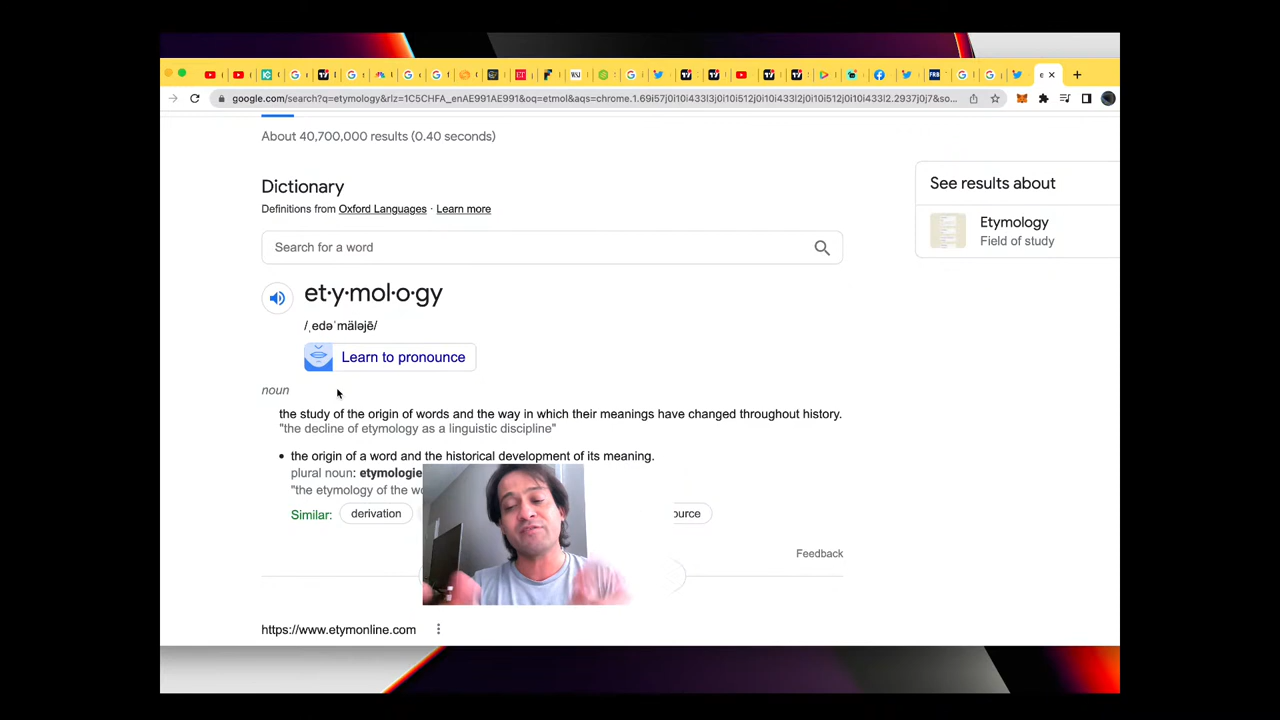 google.com/search?q=etymology&rlz=1C5CHFA_enAE991AE991&oq=etmol&aqs=chrome.1.69i57j0i10i433l3j0i10i512j0i10i433l2j0i10i512j0i10i433l2.2937j0j7&so...
About 40,700,000 results (0.40 seconds)
Dictionary
Definitions from Oxford Languages · Learn more
Search for a word
et·y·mol·o·gy
/ˌedəˈmäləjē/
Learn to pronounce
noun
the study of the origin of words and the way in which their meanings have changed throughout history.
"the decline of etymology as a linguistic discipline"
• the origin of a word and the historical development of its meaning.
plural noun: etymologie
"the etymology of the wo
Similar: derivation ource
Feedback
https://www.etymonline.com
See results about
Etymology
Field of study